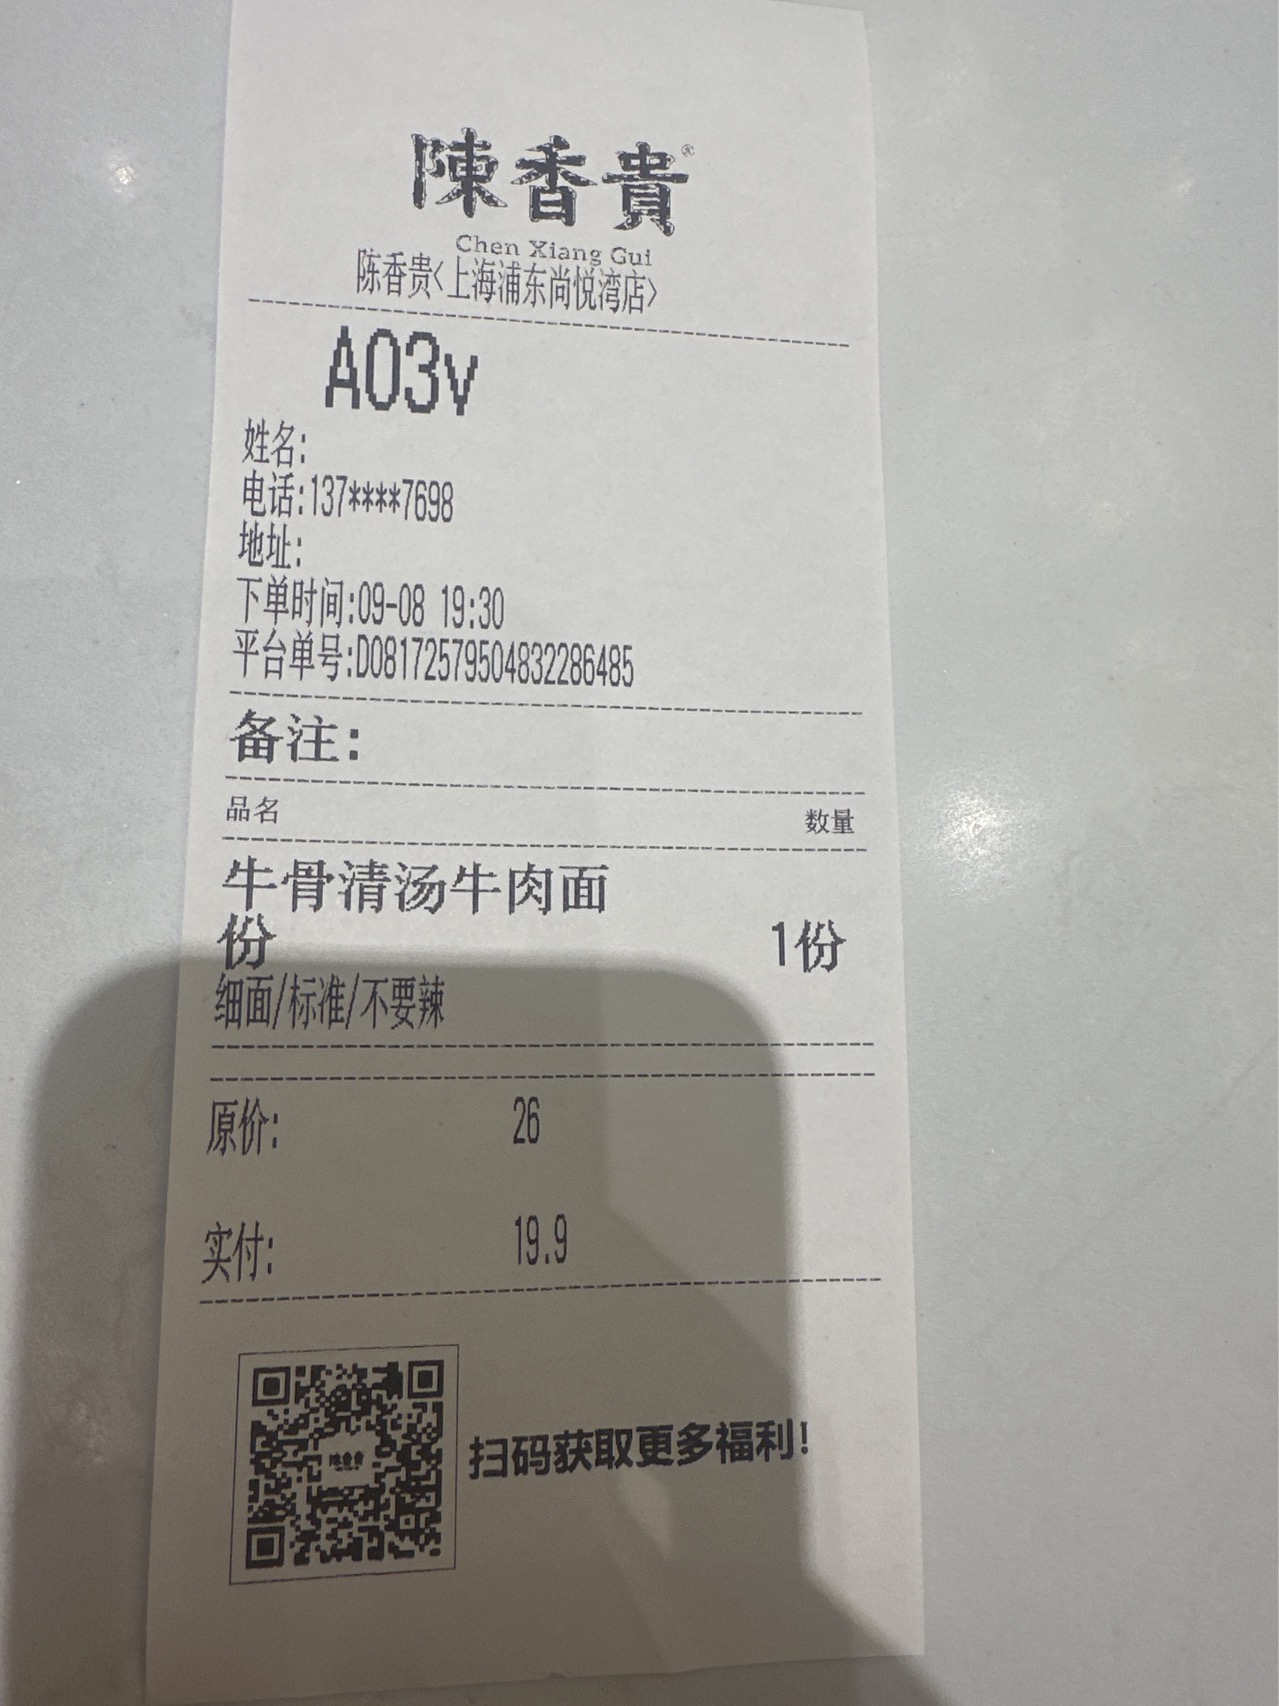 陳香貴®
Chen Xiang Gui
陈香贵<上海浦东尚悦湾店>
A03v
姓名:
电话:137****7698
地址:
下单时间:09-08 19:30
平台单号:D08172579504832286485
备注:
品名 数量
牛骨清汤牛肉面
份 1份
细面/标准/不要辣
原价: 26
实付: 19.9
陳香貴
扫码获取更多福利!